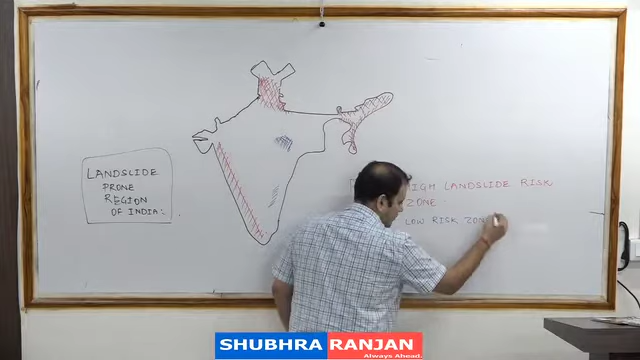 LANDSLIDE
PRONE
REGION
OF INDIA:
HIGH LANDSLIDE RISK
ZONE.
LOW RISK ZONE
SHUBHRA RANJAN
Always Ahead.